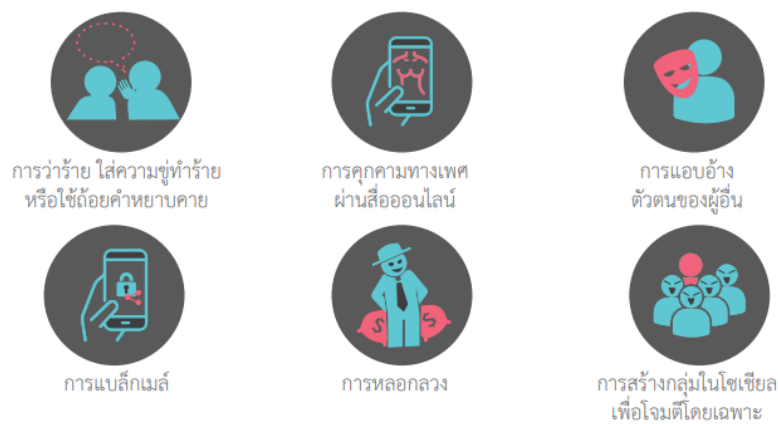 การว่าร้าย ใส่ความขู่ทำร้าย
หรือใช้ถ้อยคำหยาบคาย
การคุกคามทางเพศ
ผ่านสื่อออนไลน์
การแอบอ้าง
ตัวตนของผู้อื่น
การแบล็กเมล์
การหลอกลวง
การสร้างกลุ่มในโซเชียล
เพื่อโจมตีโดยเฉพาะ